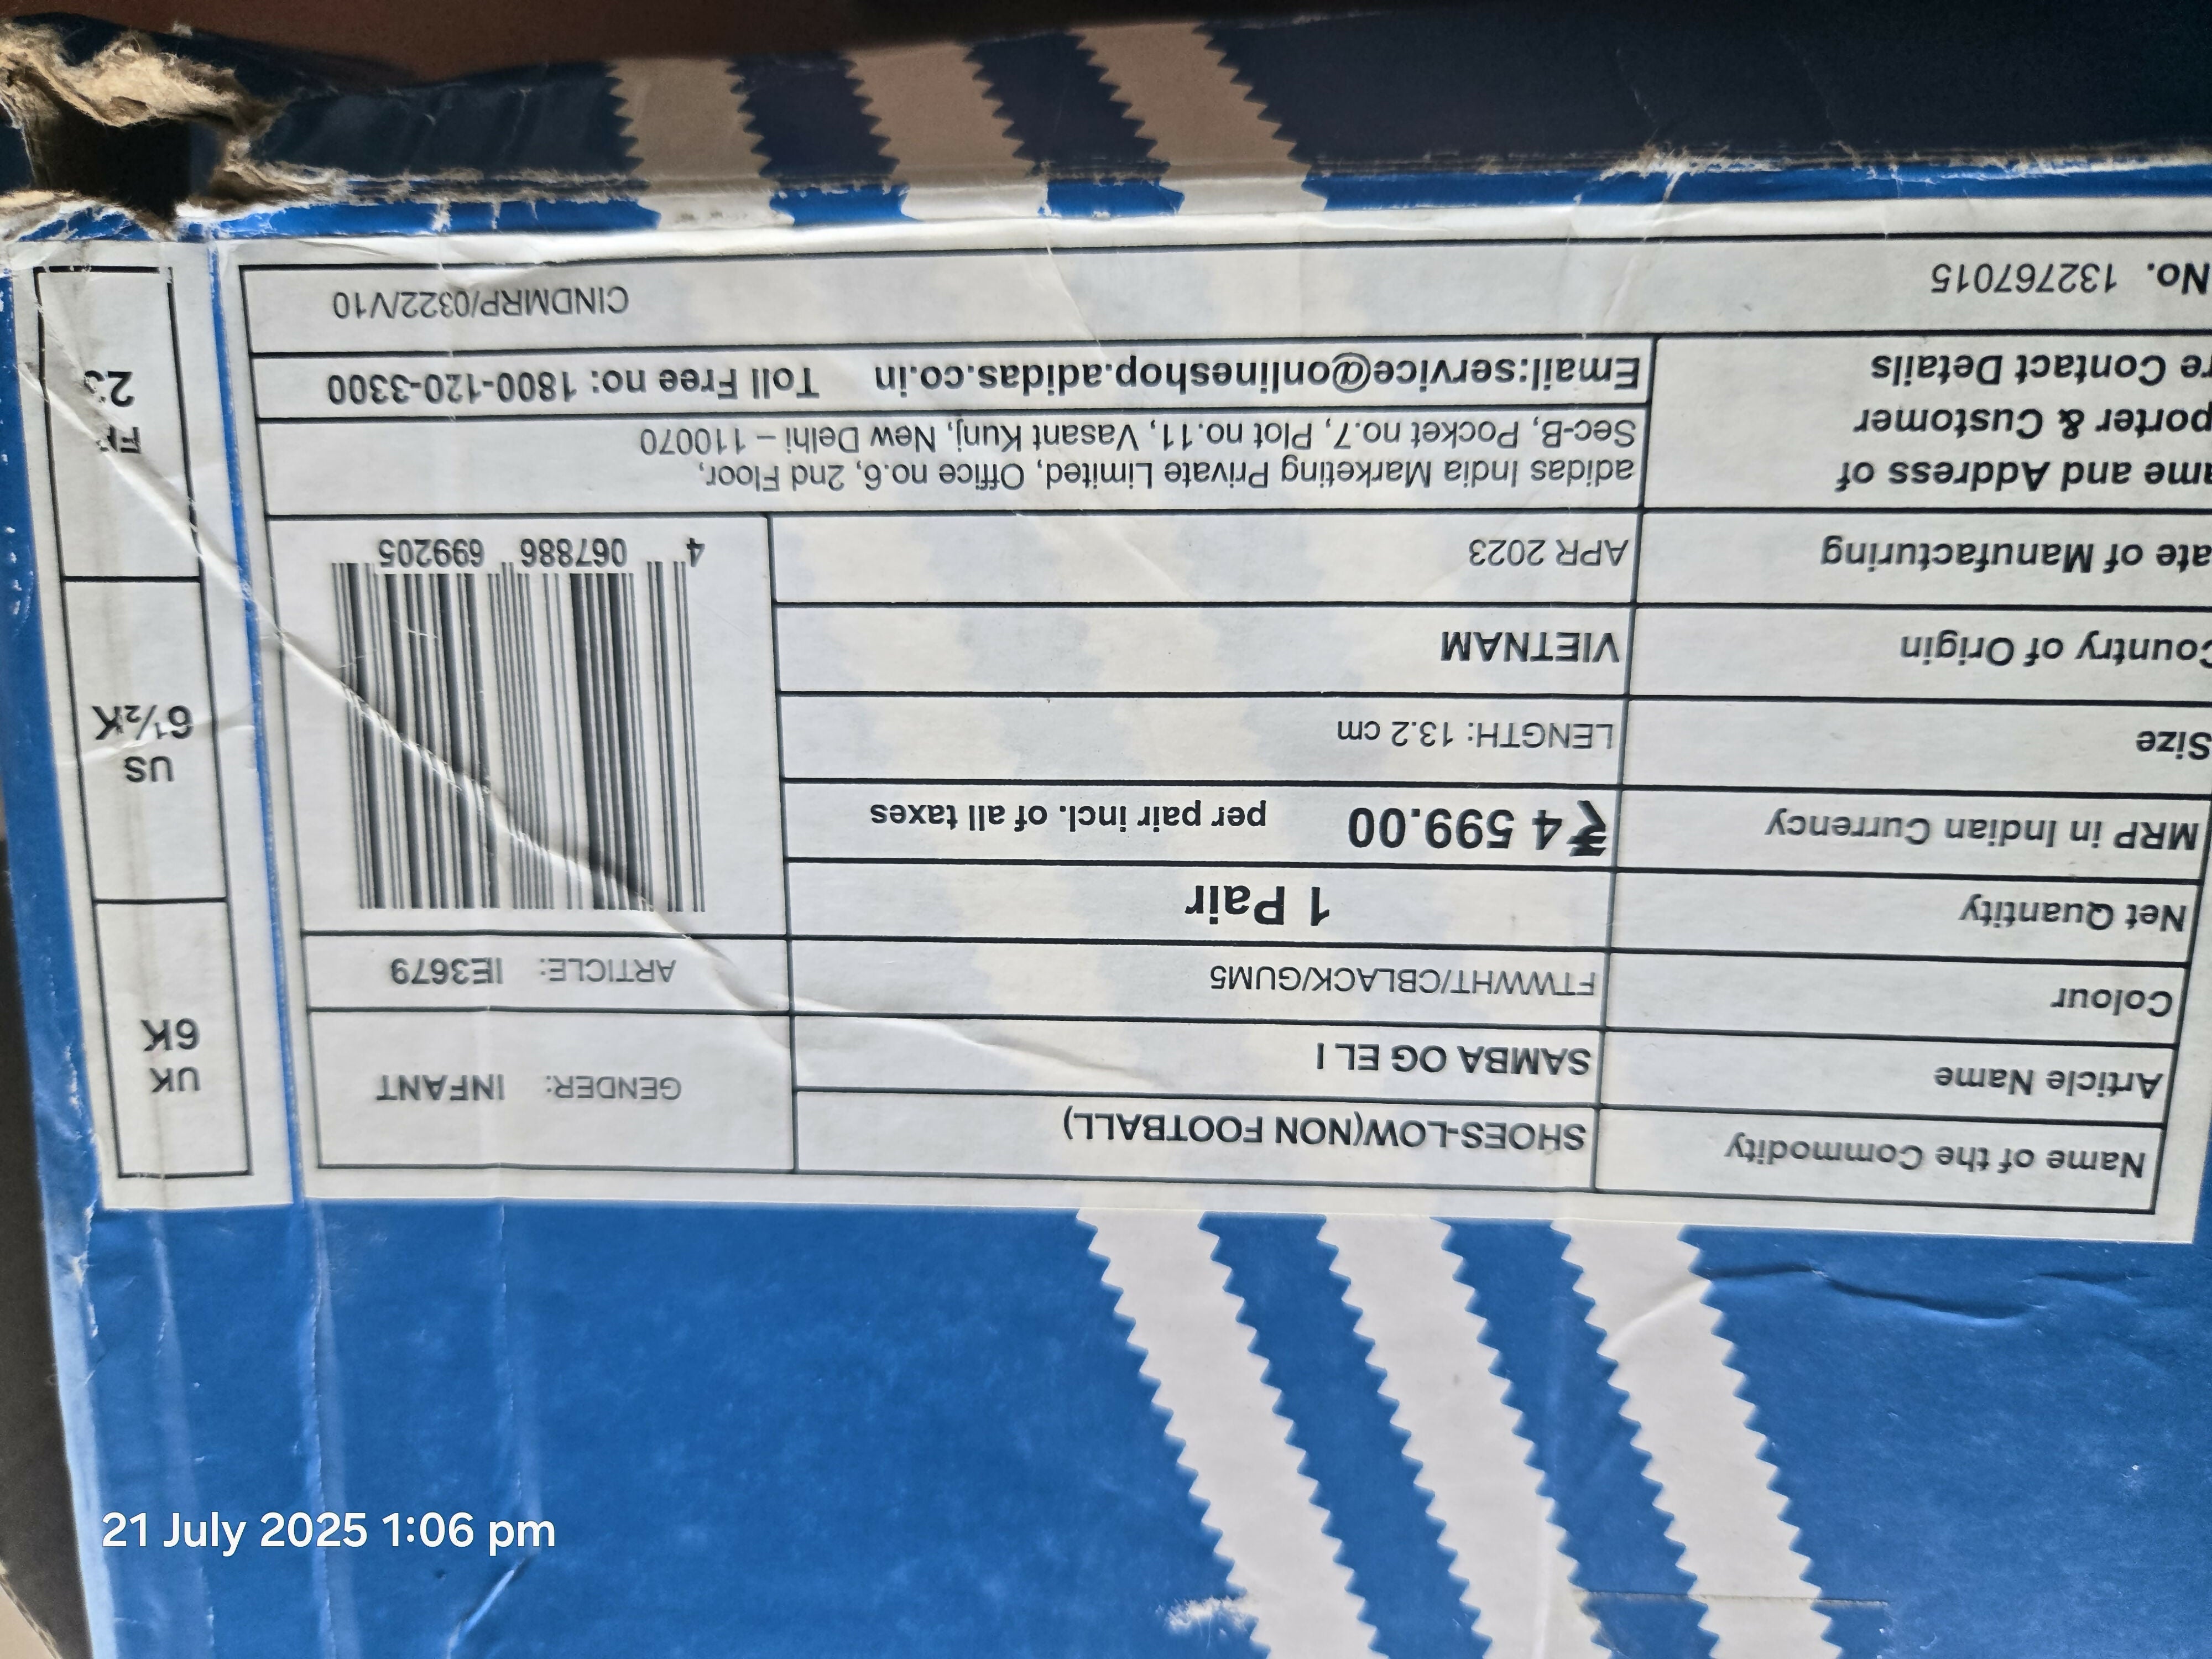 Name of the Commodity SHOES-LOW(NON FOOTBALL) GENDER: INFANT
Article Name SAMBA OG EL I
Colour FTWWHT/CBLACK/GUM5 ARTICLE: IE3679
Net Quantity 1 Pair
MRP in Indian Currency ₹4 599.00 per pair incl. of all taxes
Size LENGTH: 13.2 cm
Country of Origin VIETNAM
ate of Manufacturing APR 2023
4 067886 699205
ame and Address of
porter & Customer
re Contact Details
adidas India Marketing Private Limited, Office no.6, 2nd Floor,
Sec-B, Pocket no.7, Plot no.11, Vasant Kunj, New Delhi – 110070
Email:service@onlineshop.adidas.co.in Toll Free no: 1800-120-3300
No. 132767015 CINDMRP/0322/V10
UK
6K
US
6½K
FR
23
21 July 2025 1:06 pm